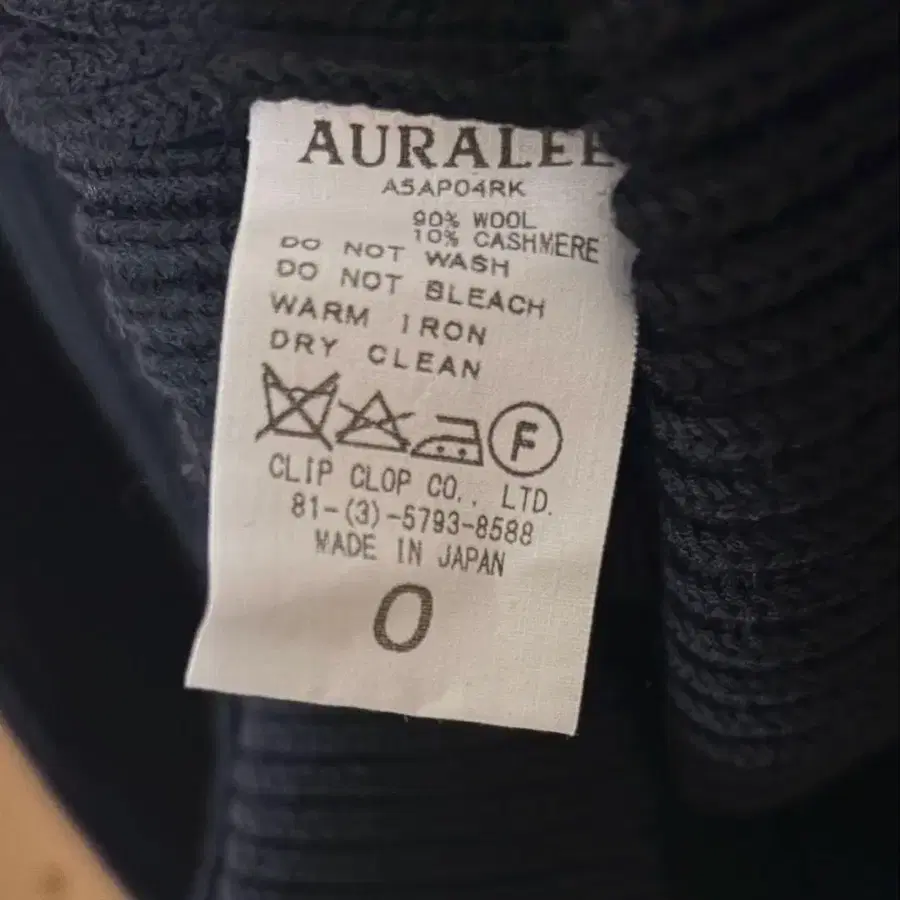 AURALEE
A5AP04RK
90% WOOL
10% CASHMERE
DO NOT WASH
DO NOT BLEACH
WARM IRON
DRY CLEAN
F
CLIP CLOP CO., LTD.
81-(3)-5793-8588
MADE IN JAPAN
0